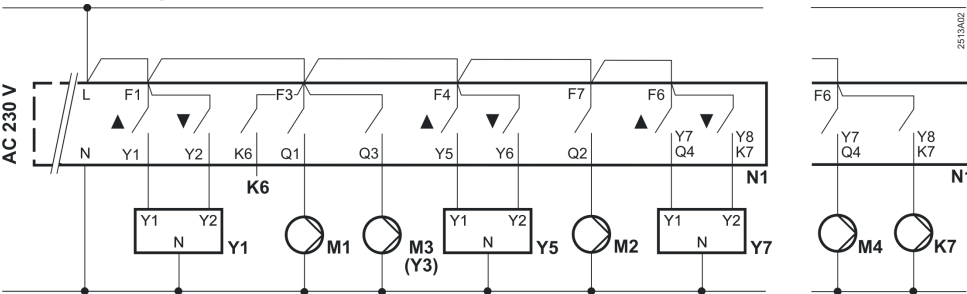 AC 230 V
2513A02
L F1 F3 F4 F7 F6 F6
Y7 Y8 Y7 Y8
N Y1 Y2 K6 Q1 Q3 Y5 Y6 Q2 Q4 K7 Q4 K7
K6 N1 N1
Y1 Y2 Y1 Y2 Y1 Y2
N Y1 M1 M3 N Y5 M2 N Y7 M4 K7
(Y3)